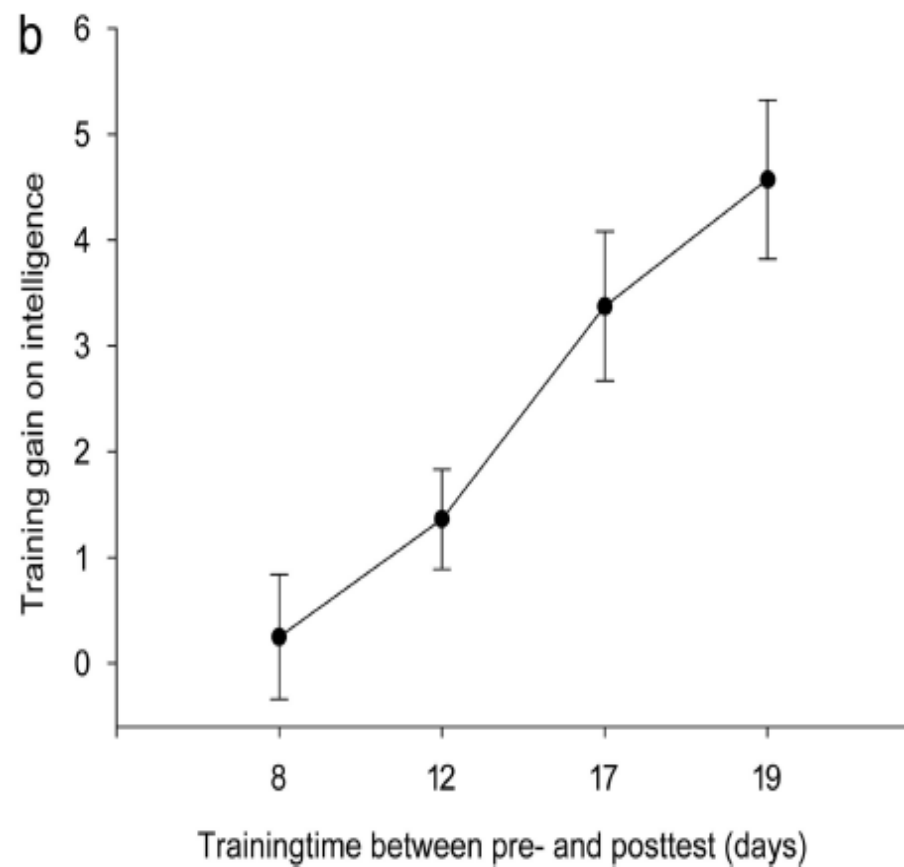 b
6
5
4
3
2
1
0
Training gain on intelligence
8 12 17 19
Trainingtime between pre- and posttest (days)